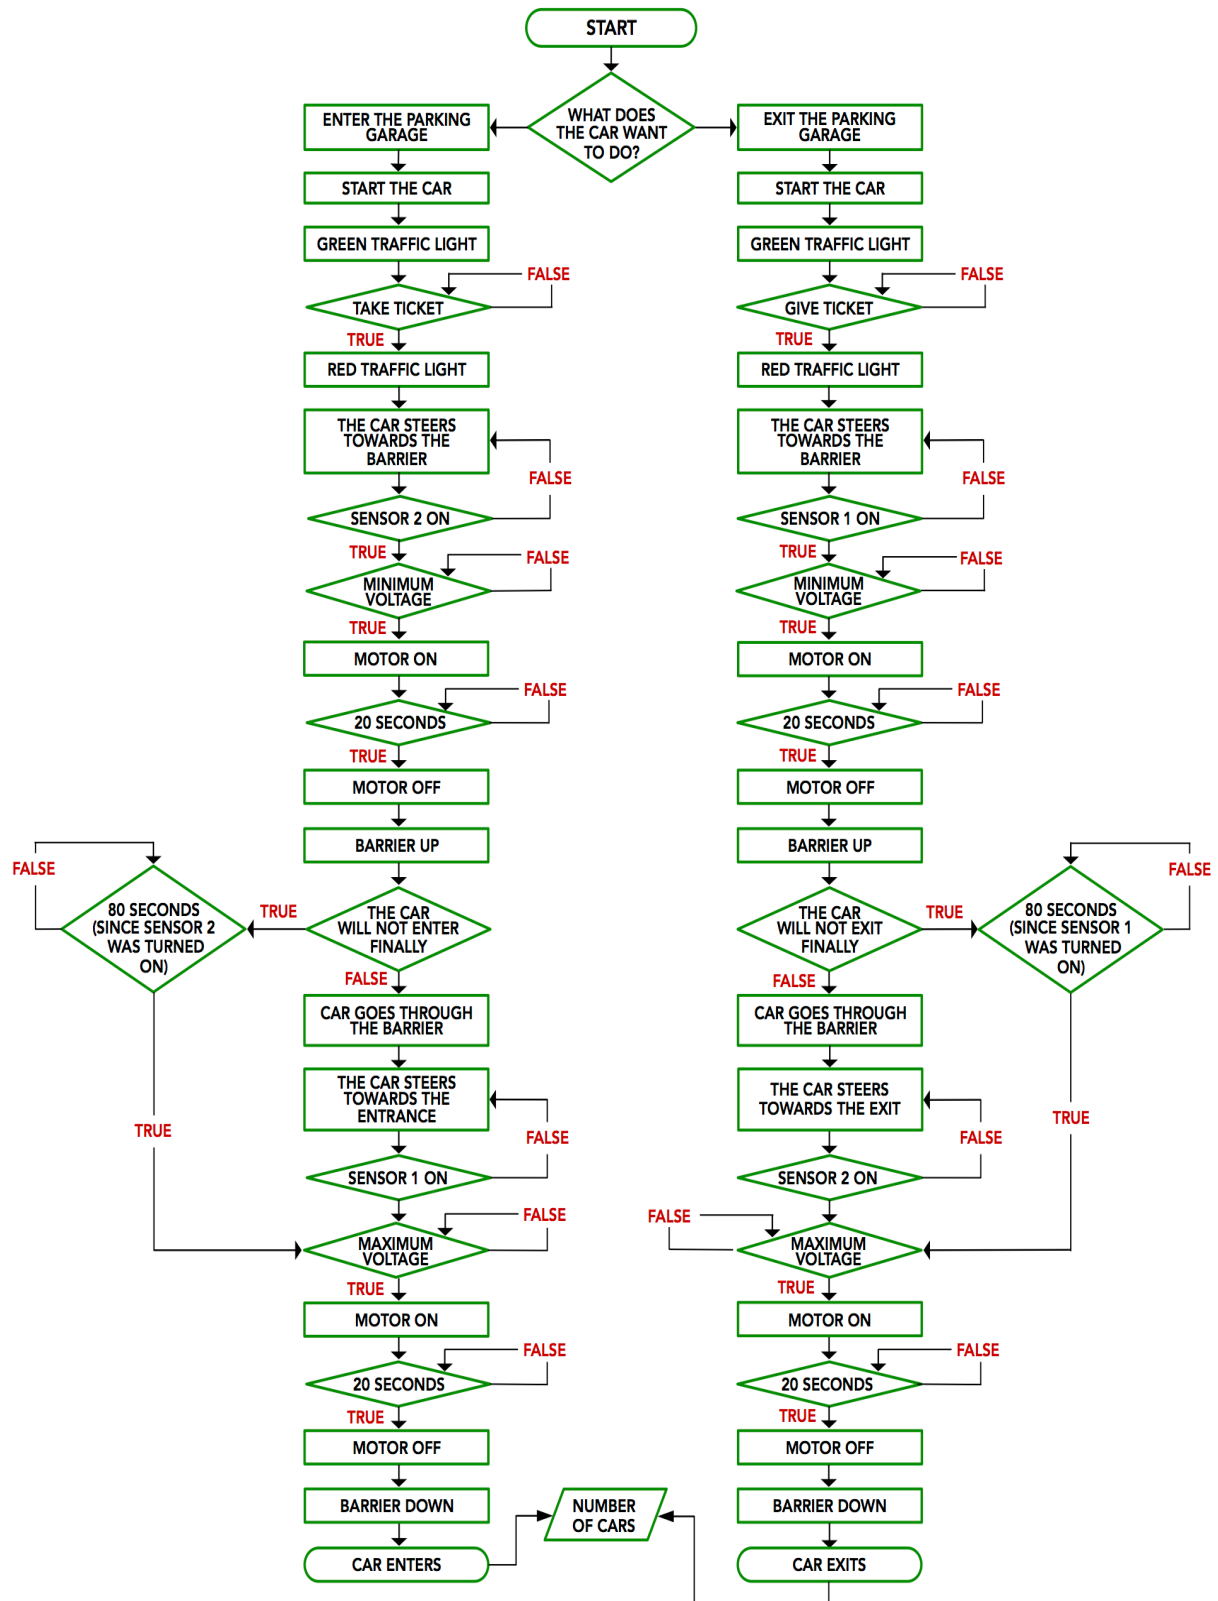 START
WHAT DOES
THE CAR WANT
TO DO?
ENTER THE PARKING
GARAGE
START THE CAR
GREEN TRAFFIC LIGHT
FALSE
TAKE TICKET
TRUE
RED TRAFFIC LIGHT
THE CAR STEERS
TOWARDS THE
BARRIER
FALSE
SENSOR 2 ON
TRUE
FALSE
MINIMUM
VOLTAGE
TRUE
MOTOR ON
FALSE
20 SECONDS
TRUE
MOTOR OFF
BARRIER UP
THE CAR
WILL NOT ENTER
FINALLY
TRUE
FALSE
80 SECONDS
(SINCE SENSOR 2
WAS TURNED
ON)
TRUE
FALSE
CAR GOES THROUGH
THE BARRIER
THE CAR STEERS
TOWARDS THE
ENTRANCE
FALSE
SENSOR 1 ON
FALSE
MAXIMUM
VOLTAGE
TRUE
MOTOR ON
FALSE
20 SECONDS
TRUE
MOTOR OFF
BARRIER DOWN
CAR ENTERS
NUMBER
OF CARS
EXIT THE PARKING
GARAGE
START THE CAR
GREEN TRAFFIC LIGHT
FALSE
GIVE TICKET
TRUE
RED TRAFFIC LIGHT
THE CAR STEERS
TOWARDS THE
BARRIER
FALSE
SENSOR 1 ON
TRUE
FALSE
MINIMUM
VOLTAGE
TRUE
MOTOR ON
FALSE
20 SECONDS
TRUE
MOTOR OFF
BARRIER UP
THE CAR
WILL NOT EXIT
FINALLY
TRUE
FALSE
80 SECONDS
(SINCE SENSOR 1
WAS TURNED
ON)
TRUE
FALSE
CAR GOES THROUGH
THE BARRIER
THE CAR STEERS
TOWARDS THE EXIT
FALSE
SENSOR 2 ON
FALSE
MAXIMUM
VOLTAGE
TRUE
MOTOR ON
FALSE
20 SECONDS
TRUE
MOTOR OFF
BARRIER DOWN
CAR EXITS